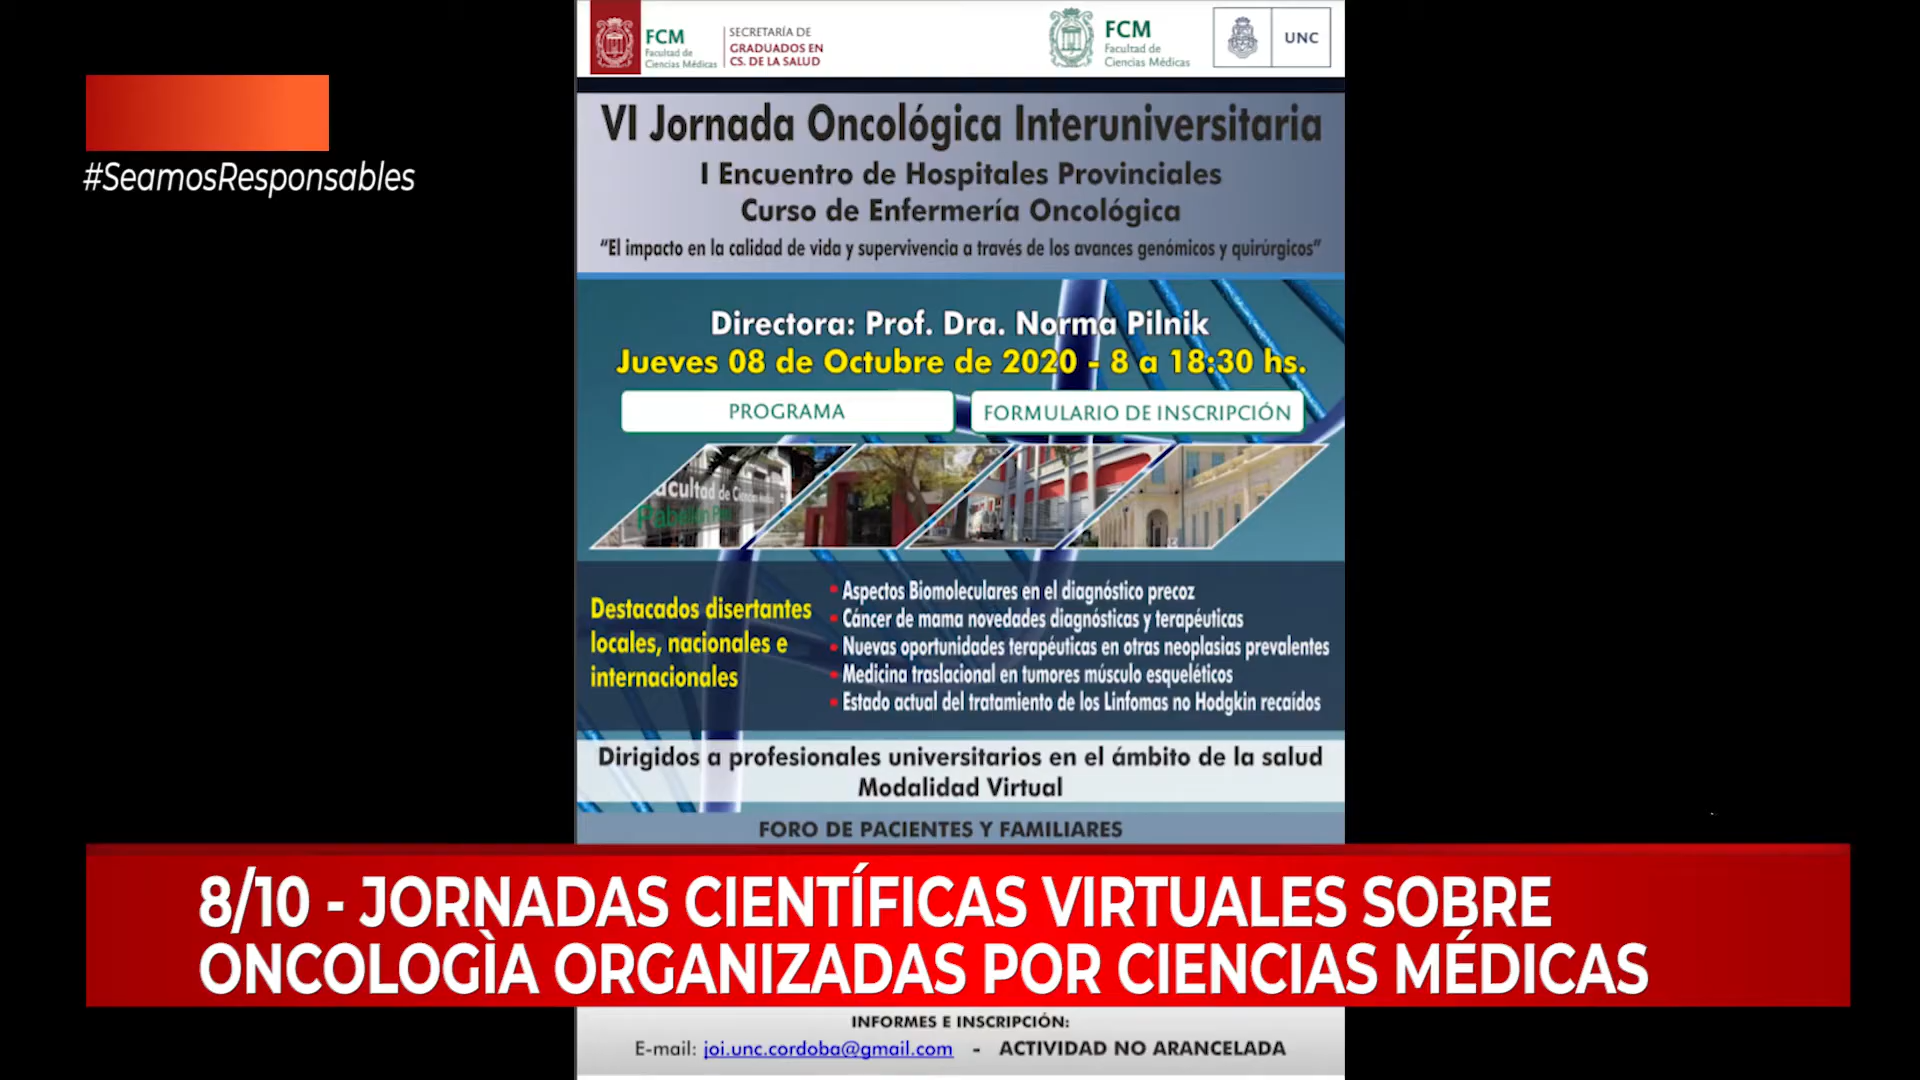 FCM
Facultad de
Ciencias Médicas
SECRETARÍA DE
GRADUADOS EN
CS. DE LA SALUD
FCM
Facultad de
Ciencias Médicas
UNC
#SeamosResponsables
VI Jornada Oncológica Interuniversitaria
I Encuentro de Hospitales Provinciales
Curso de Enfermería Oncológica
“El impacto en la calidad de vida y supervivencia a través de los avances genómicos y quirúrgicos”
Directora: Prof. Dra. Norma Pilnik
Jueves 08 de Octubre de 2020 - 8 a 18:30 hs.
PROGRAMA
FORMULARIO DE INSCRIPCIÓN
acultad de Ciencias Médicas
Destacados disertantes
locales, nacionales e
internacionales
• Aspectos Biomoleculares en el diagnóstico precoz
• Cáncer de mama novedades diagnósticas y terapéuticas
• Nuevas oportunidades terapéuticas en otras neoplasias prevalentes
• Medicina traslacional en tumores músculo esqueléticos
• Estado actual del tratamiento de los Linfomas no Hodgkin recaídos
Dirigidos a profesionales universitarios en el ámbito de la salud
Modalidad Virtual
FORO DE PACIENTES Y FAMILIARES
8/10 - JORNADAS CIENTÍFICAS VIRTUALES SOBRE
ONCOLOGÌA ORGANIZADAS POR CIENCIAS MÉDICAS
INFORMES E INSCRIPCIÓN:
E-mail: joi.unc.cordoba@gmail.com - ACTIVIDAD NO ARANCELADA